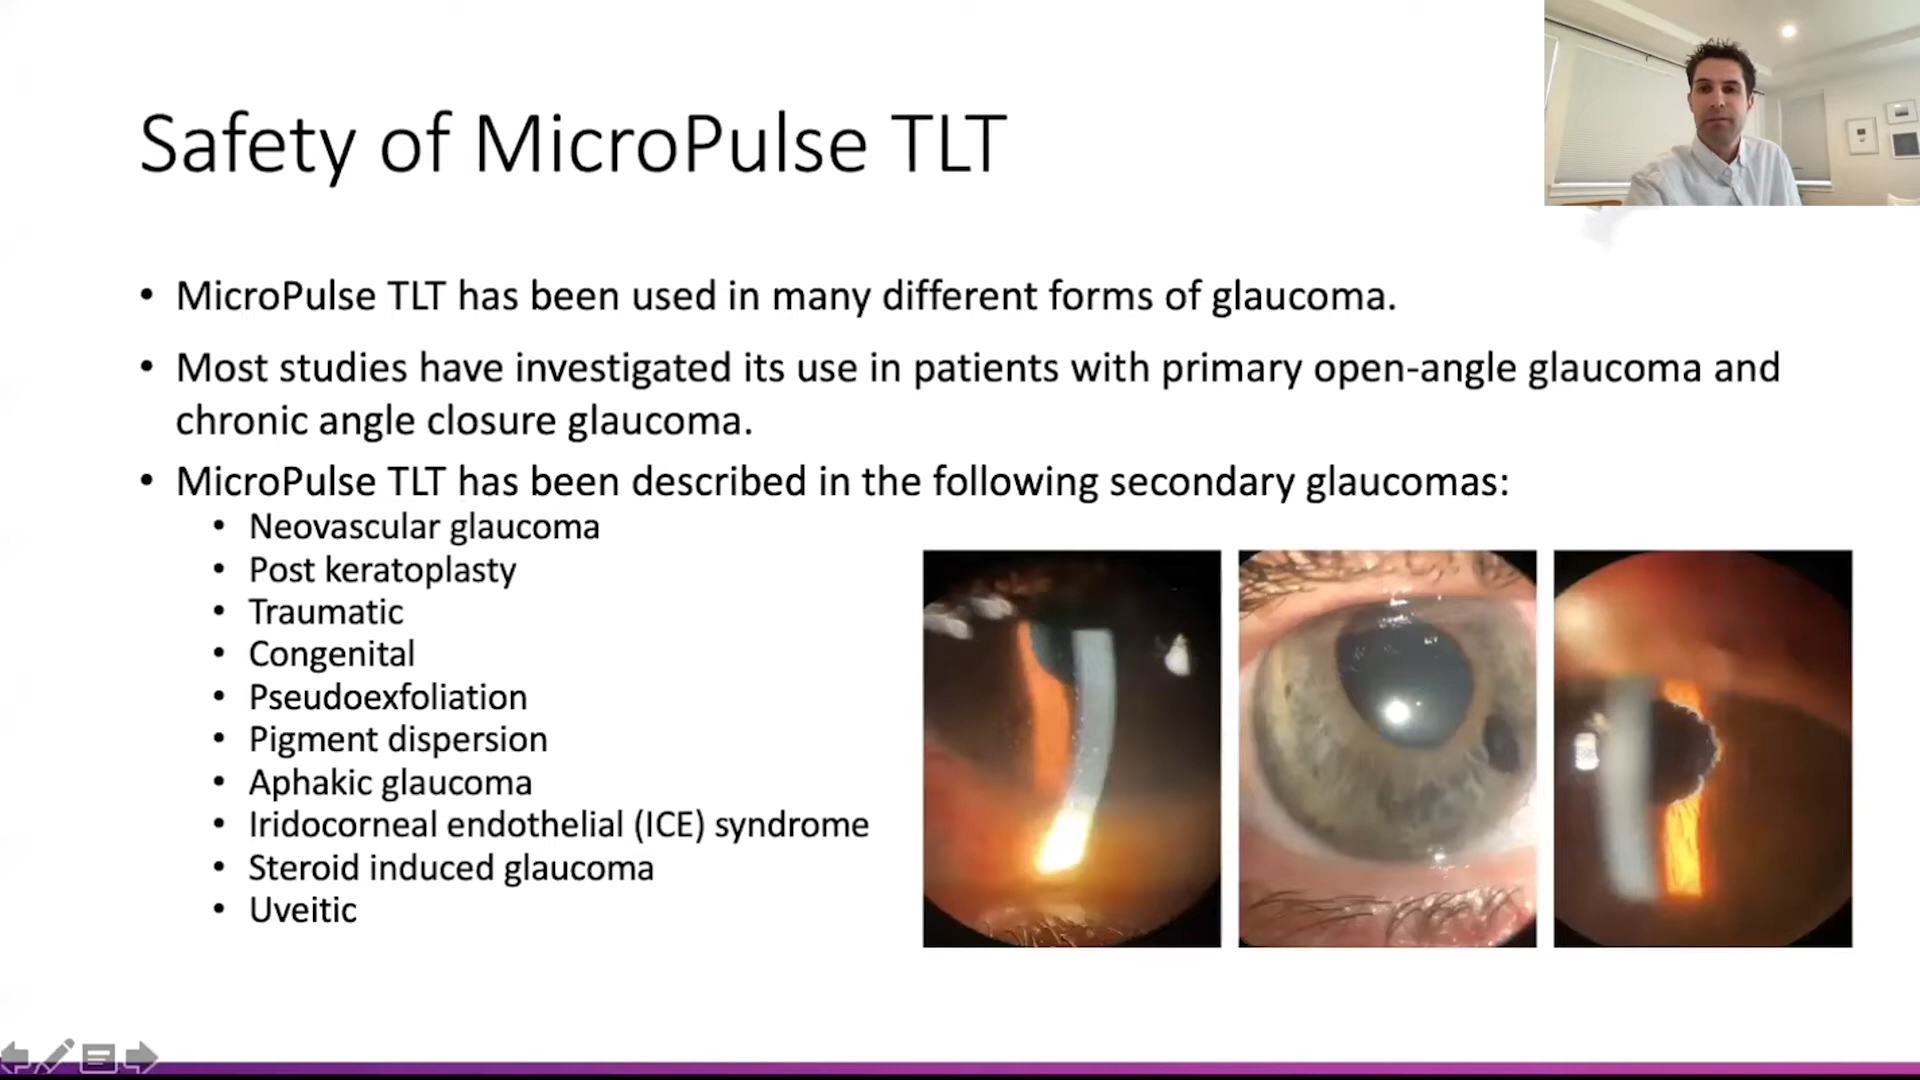 Safety of MicroPulse TLT
• MicroPulse TLT has been used in many different forms of glaucoma.
• Most studies have investigated its use in patients with primary open-angle glaucoma and
chronic angle closure glaucoma.
• MicroPulse TLT has been described in the following secondary glaucomas:
• Neovascular glaucoma
• Post keratoplasty
• Traumatic
• Congenital
• Pseudoexfoliation
• Pigment dispersion
• Aphakic glaucoma
• Iridocorneal endothelial (ICE) syndrome
• Steroid induced glaucoma
• Uveitic